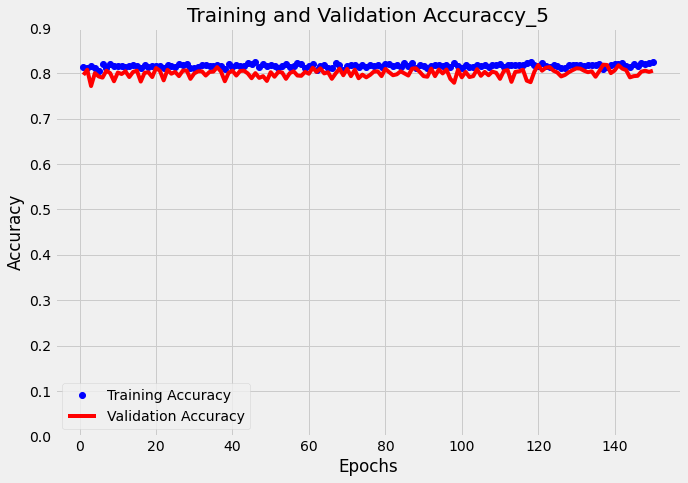 Training and Validation Accuraccy_5
Accuracy
0.9
0.8
0.7
0.6
0.5
0.4
0.3
0.2
0.1
0.0
Training Accuracy
Validation Accuracy
0 20 40 60 80 100 120 140
Epochs